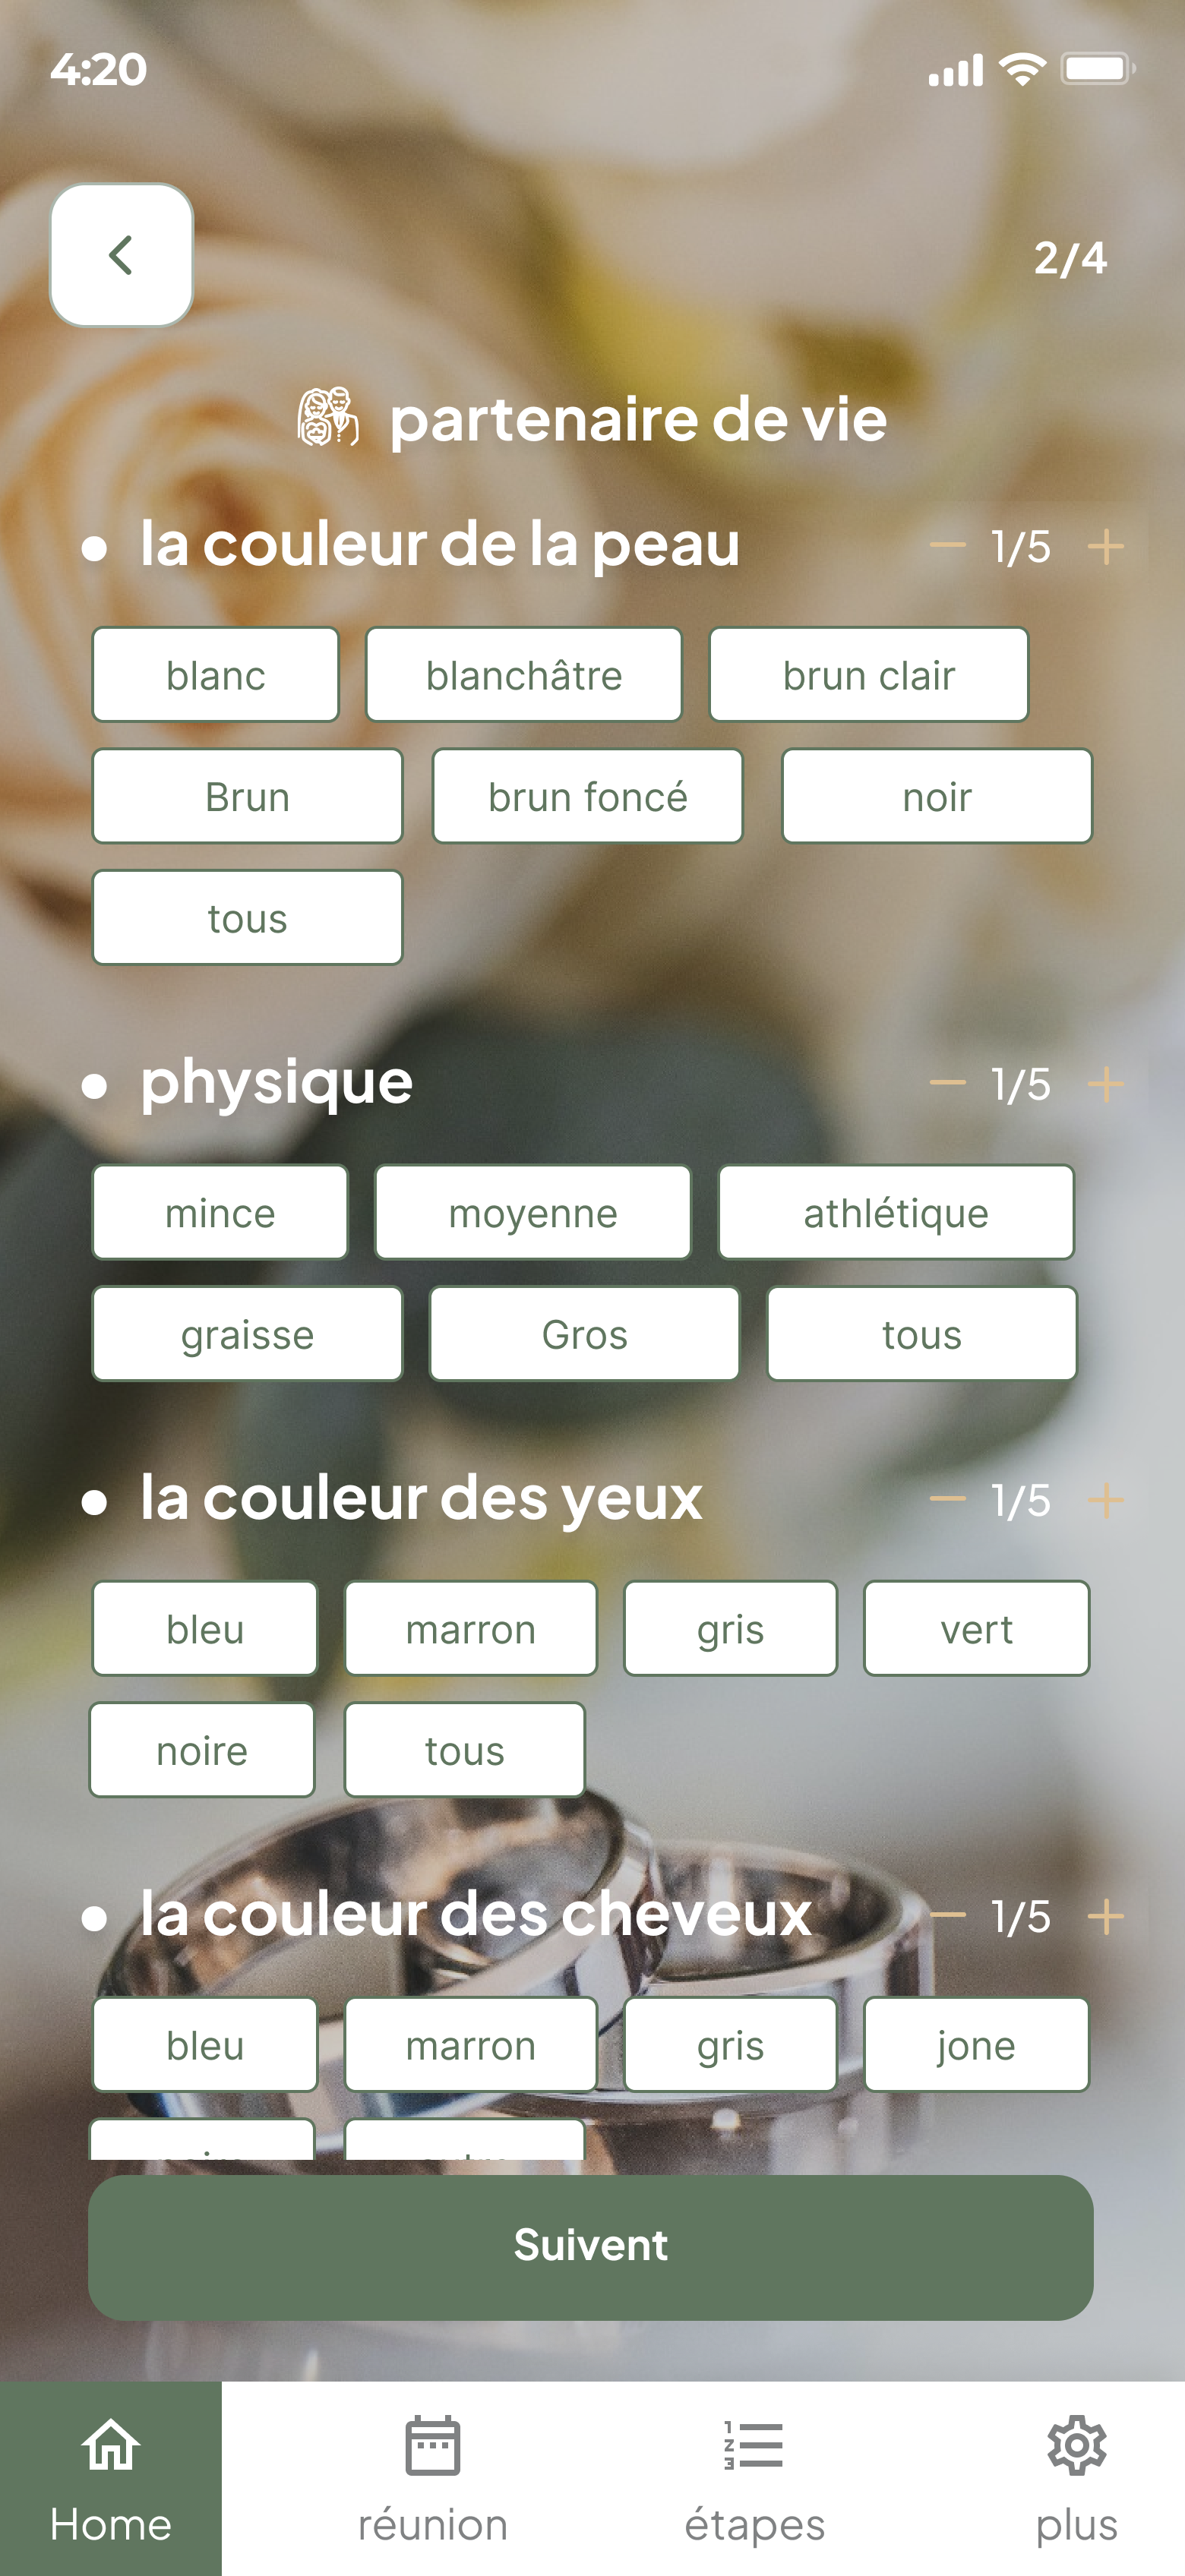 4:20
2/4
partenaire de vie
la couleur de la peau 1/5
blanc blanchâtre brun clair
Brun brun foncé noir
tous
physique 1/5
mince moyenne athlétique
graisse Gros tous
la couleur des yeux 1/5
bleu marron gris vert
noire tous
la couleur des cheveux 1/5
bleu marron gris jone
Suivent
Home réunion étapes plus